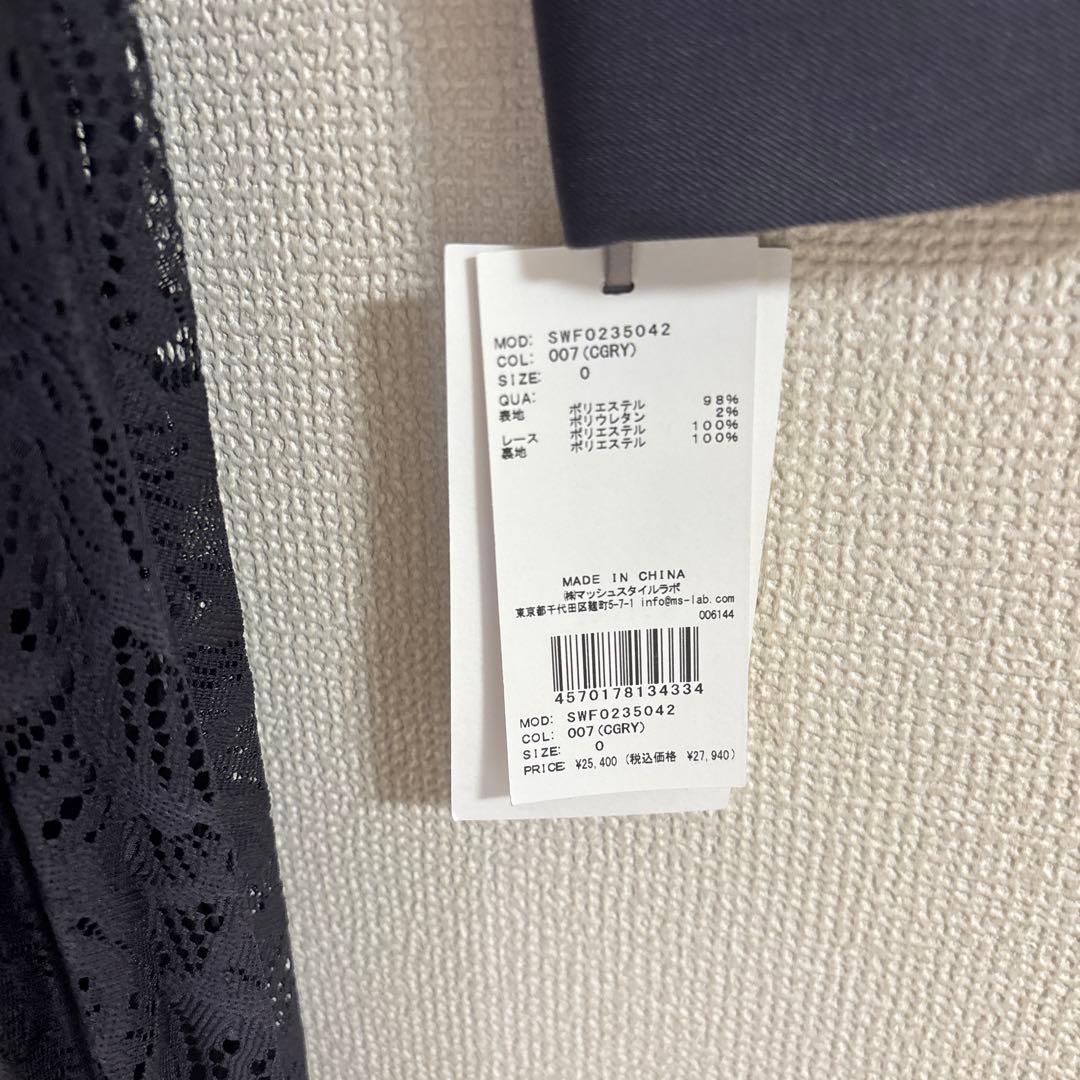 MOD: SWF0235042
COL: 007(CGRY)
SIZE: 0
QUA:
表地 ポリエステル 98%
ポリウレタン 2%
レース ポリエステル 100%
裏地 ポリエステル 100%
MADE IN CHINA
㈱マッシュスタイルラボ
東京都千代田区麹町5-7-1 info@ms-lab.com
006144
4570178134334
MOD: SWF0235042
COL: 007(CGRY)
SIZE: 0
PRICE: ¥25,400 (税込価格 ¥27,940)